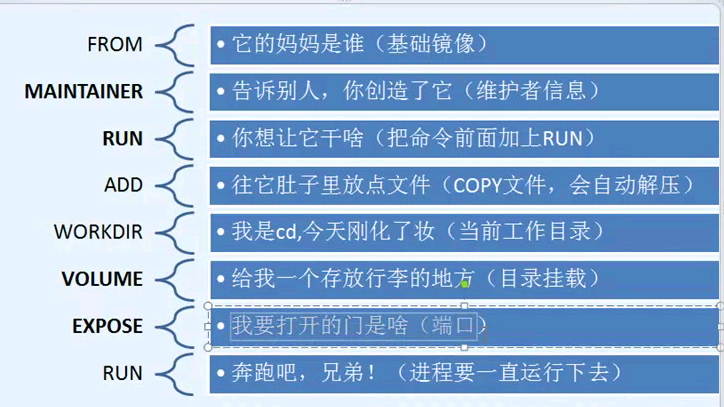 FROM • 它的妈妈是谁（基础镜像）
MAINTAINER • 告诉别人，你创造了它（维护者信息）
RUN • 你想让它干啥（把命令前面加上RUN）
ADD • 往它肚子里放点文件（COPY文件，会自动解压）
WORKDIR • 我是cd,今天刚化了妆（当前工作目录）
VOLUME • 给我一个存放行李的地方（目录挂载）
EXPOSE • 我要打开的门是啥（端口）
RUN • 奔跑吧，兄弟！（进程要一直运行下去）